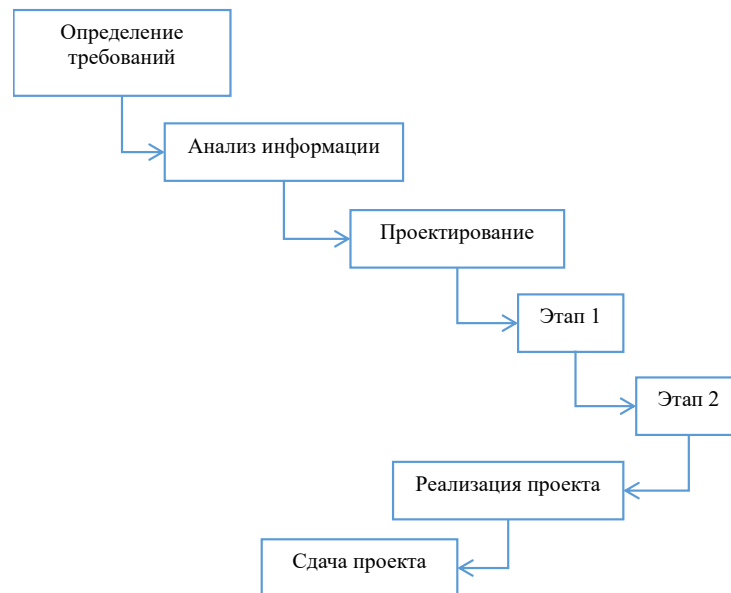 Определение
требований
Анализ информации
Проектирование
Этап 1
Этап 2
Реализация проекта
Сдача проекта